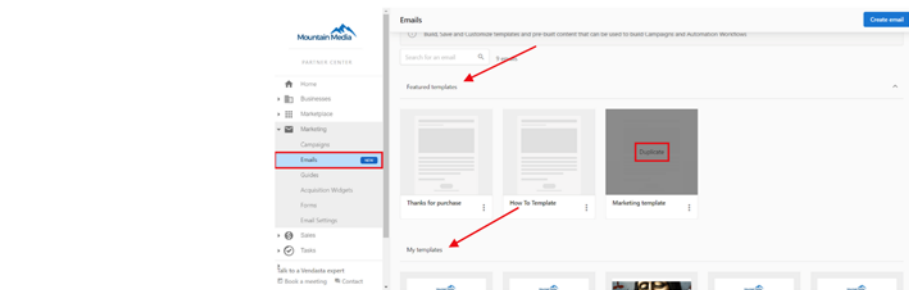 Mountain Media
PARTNER CENTER
Home
Businesses
Marketplace
Marketing
Campaigns
Emails NEW
Guides
Acquisition Widgets
Forms
Email Settings
Sales
Tasks
Talk to a Vendasta expert
Book a meeting Contact
Emails
Create email
Build, Save and Customize templates and pre-built content that can be used to build Campaigns and Automation Workflows
Search for an email
9 emails
Featured templates
Duplicate
Thanks for purchase
How To Template
Marketing template
My templates